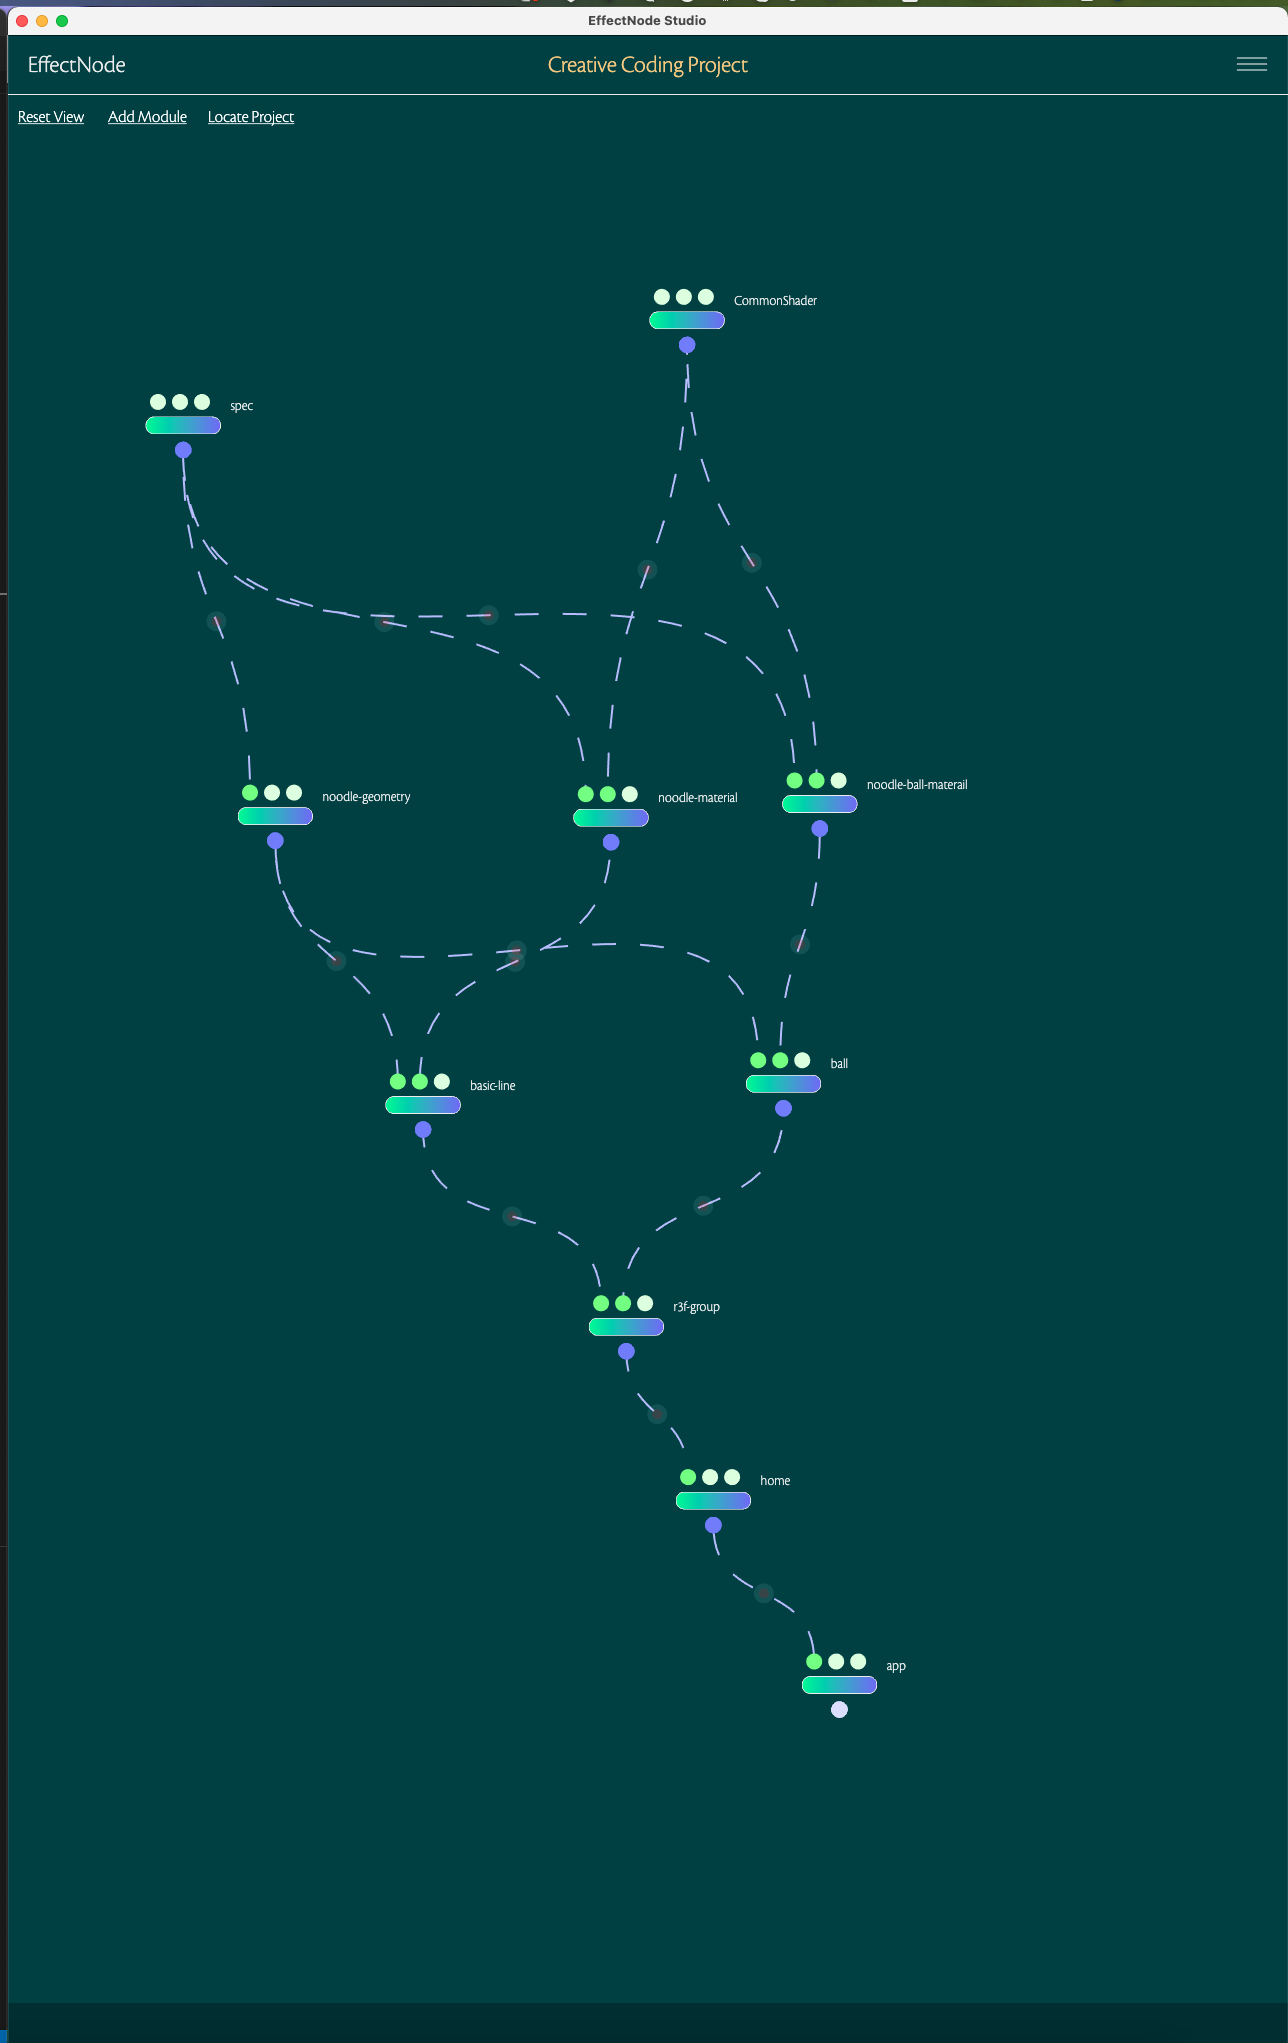 EffectNode Studio
EffectNode
Creative Coding Project
Reset View
Add Module
Locate Project
CommonShader
spec
noodle-geometry
noodle-material
noodle-ball-materail
basic-line
ball
r3f-group
home
app